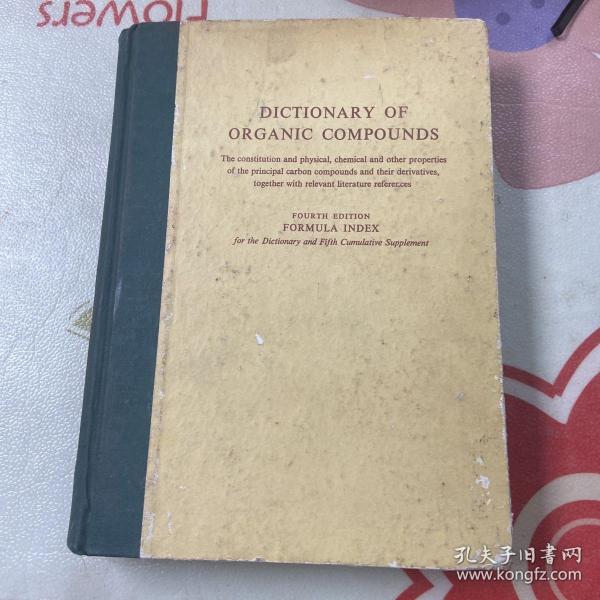 Flowers
DICTIONARY OF
ORGANIC COMPOUNDS
The constitution and physical, chemical and other properties
of the principal carbon compounds and their derivatives,
together with relevant literature references
FOURTH EDITION
FORMULA INDEX
for the Dictionary and Fifth Cumulative Supplement
孔夫子旧书网
www.kongfz.com